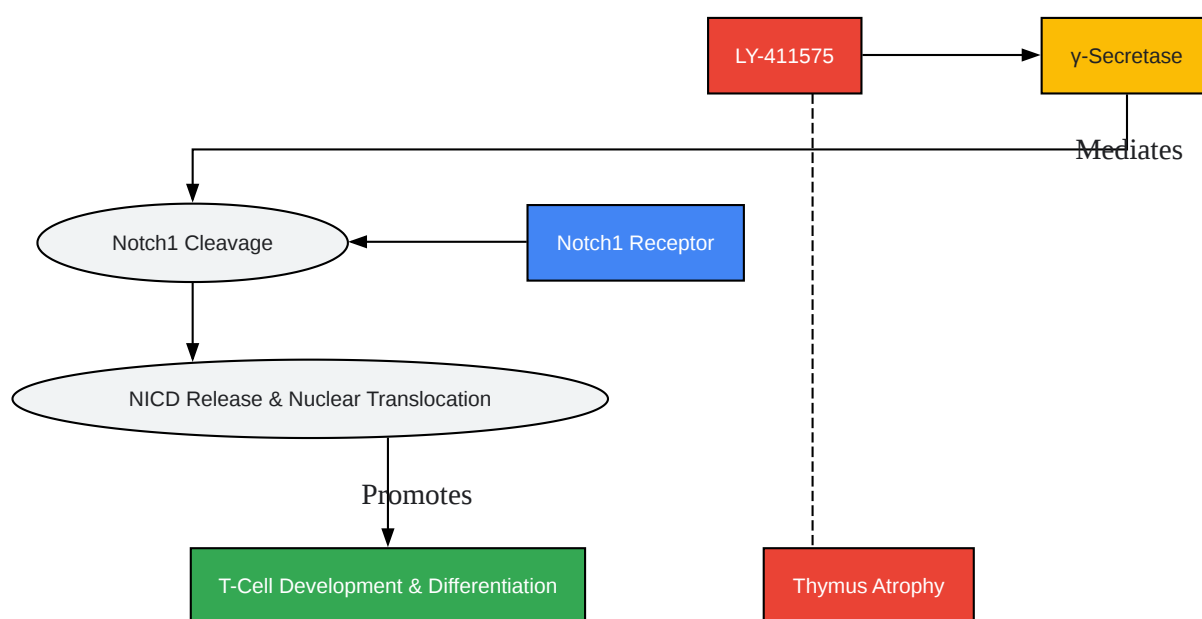 LY-411575
γ-Secretase
Mediates
Notch1 Cleavage
Notch1 Receptor
NICD Release & Nuclear Translocation
Promotes
T-Cell Development & Differentiation
Thymus Atrophy